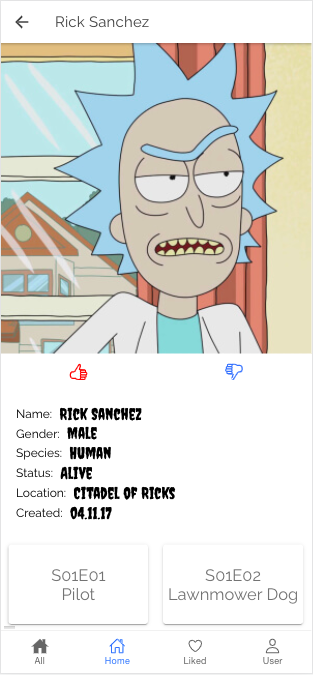 Rick Sanchez
Name: RICK SANCHEZ
Gender: MALE
Species: HUMAN
Status: ALIVE
Location: CITADEL OF RICKS
Created: 04.11.17
S01E01
Pilot
S01E02
Lawnmower Dog
All
Home
Liked
User